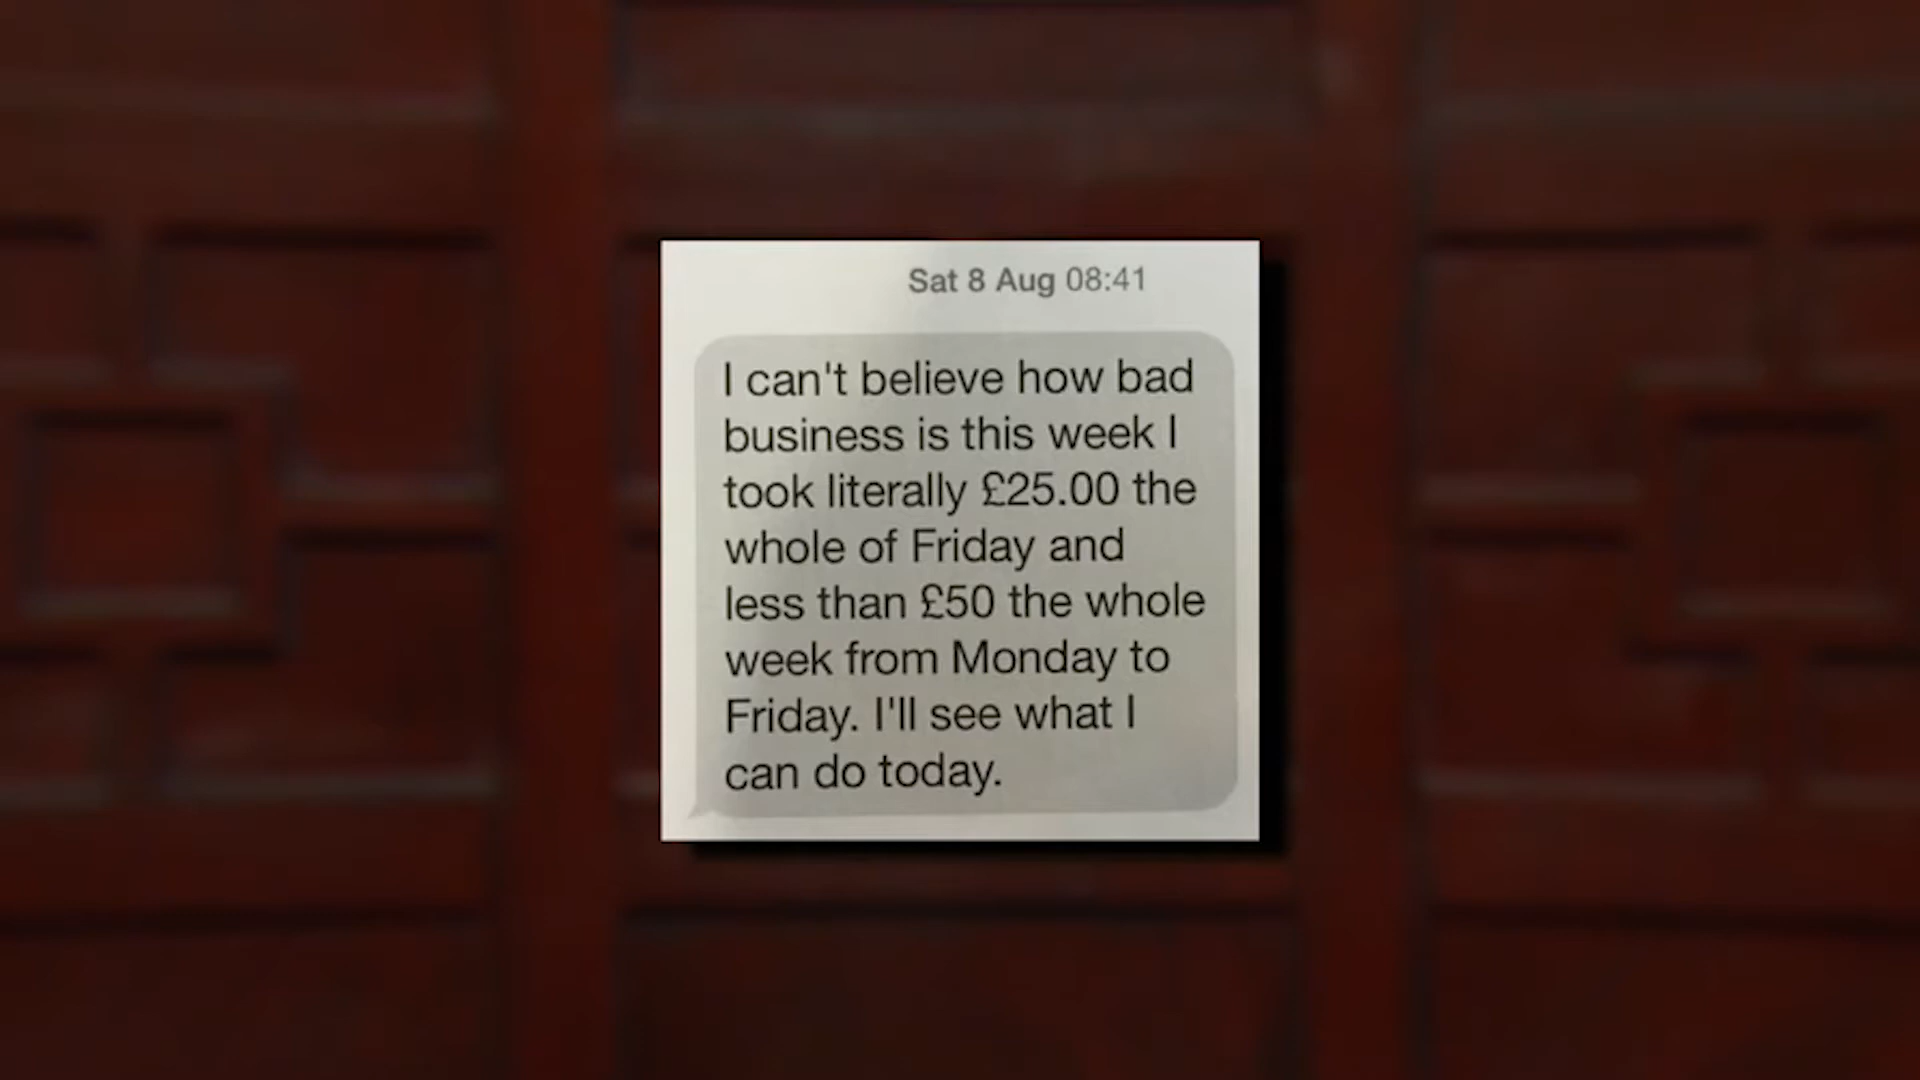 Sat 8 Aug 08:41
I can't believe how bad
business is this week I
took literally £25.00 the
whole of Friday and
less than £50 the whole
week from Monday to
Friday. I'll see what I
can do today.